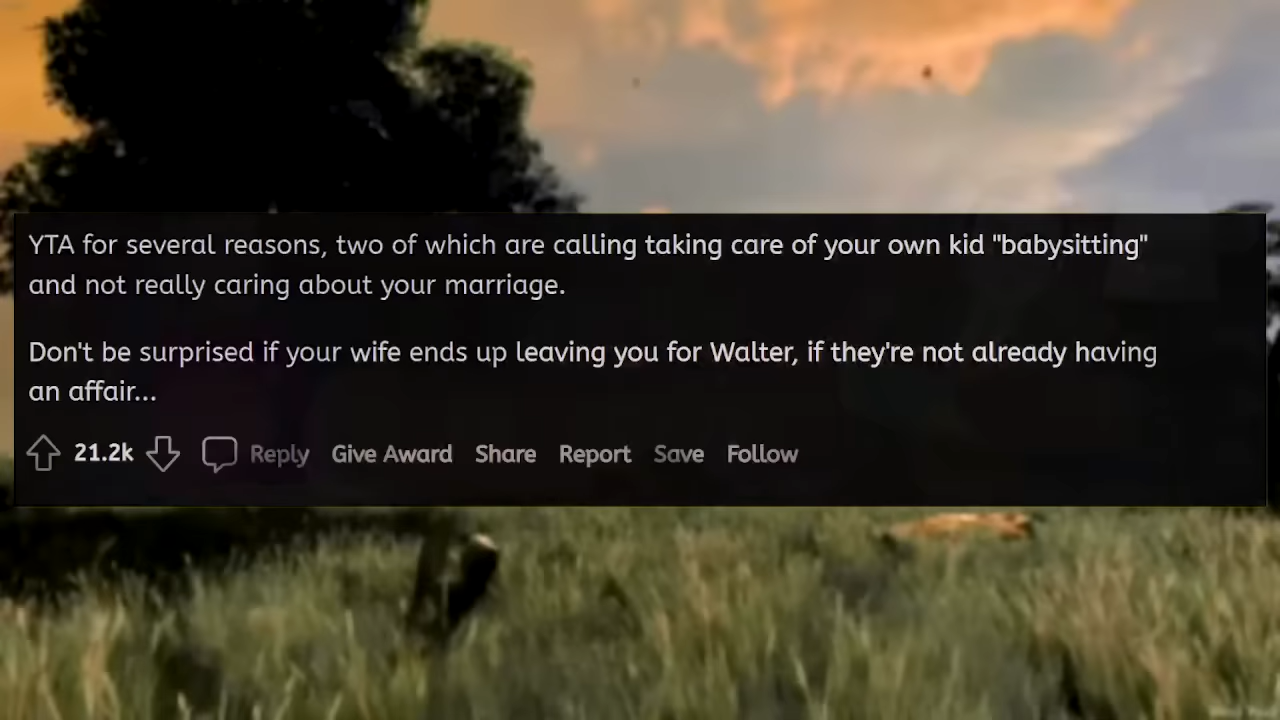 YTA for several reasons, two of which are calling taking care of your own kid "babysitting"
and not really caring about your marriage.
Don't be surprised if your wife ends up leaving you for Walter, if they're not already having
an affair...
21.2k Reply Give Award Share Report Save Follow